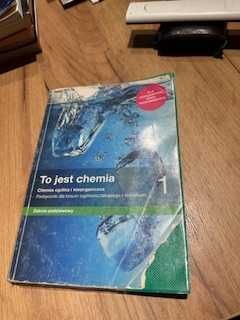 To jest chemia
1
Chemia ogólna i nieorganiczna
Podręcznik dla liceum ogólnokształcącego i technikum
Zakres podstawowy